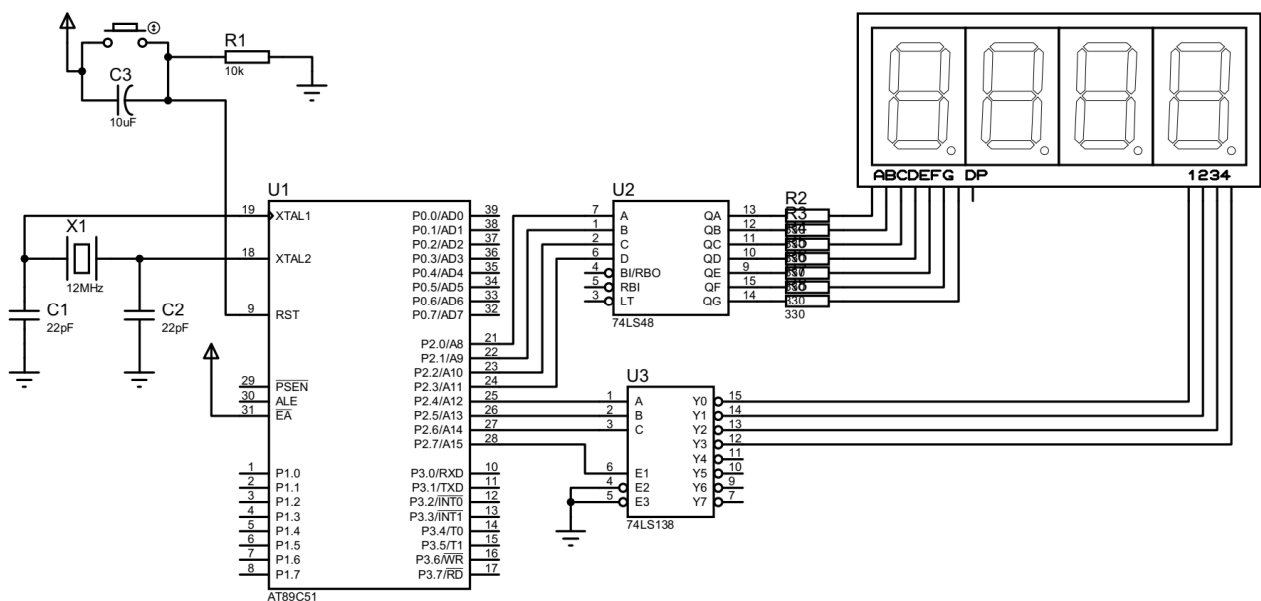 R1
10k
C3
10uF
ABCDEFG DP
1234
U1
19
XTAL1
18
XTAL2
9
RST
29
PSEN
30
ALE
31
EA
1
P1.0
2
P1.1
3
P1.2
4
P1.3
5
P1.4
6
P1.5
7
P1.6
8
P1.7
P0.0/AD0
39
P0.1/AD1
38
P0.2/AD2
37
P0.3/AD3
36
P0.4/AD4
35
P0.5/AD5
34
P0.6/AD6
33
P0.7/AD7
32
P2.0/A8
21
P2.1/A9
22
P2.2/A10
23
P2.3/A11
24
P2.4/A12
25
P2.5/A13
26
P2.6/A14
27
P2.7/A15
28
P3.0/RXD
10
P3.1/TXD
11
P3.2/INT0
12
P3.3/INT1
13
P3.4/T0
14
P3.5/T1
15
P3.6/WR
16
P3.7/RD
17
AT89C51
X1
12MHz
C1
22pF
C2
22pF
U2
7
A
1
B
2
C
6
D
4
BI/RBO
5
RBI
3
LT
QA
13
QB
12
QC
11
QD
10
QE
9
QF
15
QG
14
74LS48
R2
R3
330
330
U3
1
A
2
B
3
C
6
E1
4
E2
5
E3
Y0
15
Y1
14
Y2
13
Y3
12
Y4
11
Y5
10
Y6
9
Y7
7
74LS138